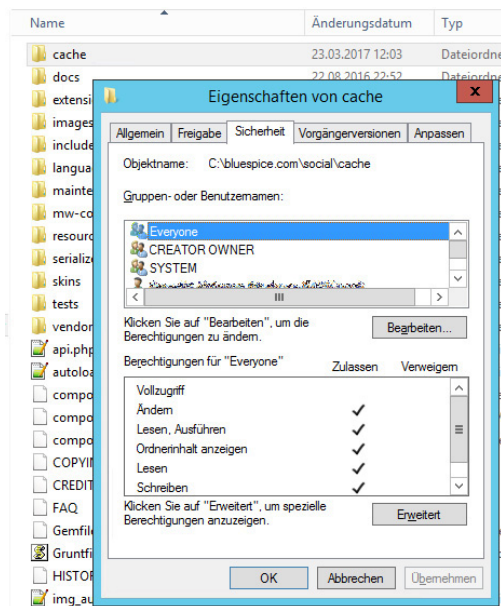 Name Änderungsdatum Typ
cache 23.03.2017 12:03 Dateiordne
docs 22.08.2016 22:52 Dateiordne
extensi
images
include
langua
mainte
mw-co
resourc
serialize
skins
tests
vendor
api.php
autoloa
compo
compo
compo
COPYIN
CREDIT
FAQ
Gemfile
Gruntfi
HISTOR
img_au
Eigenschaften von cache
x
Allgemein Freigabe Sicherheit Vorgängerversionen Anpassen
Objektname: C:\bluespice.com\social\cache
Gruppen- oder Benutzernamen:
Everyone
CREATOR OWNER
SYSTEM
Klicken Sie auf "Bearbeiten", um die
Berechtigungen zu ändern.
Bearbeiten...
Berechtigungen für "Everyone" Zulassen Verweigern
Vollzugriff
Ändern
Lesen, Ausführen
Ordnerinhalt anzeigen
Lesen
Schreiben
Klicken Sie auf "Erweitert", um spezielle
Berechtigungen anzuzeigen.
Erweitert
OK Abbrechen Übernehmen